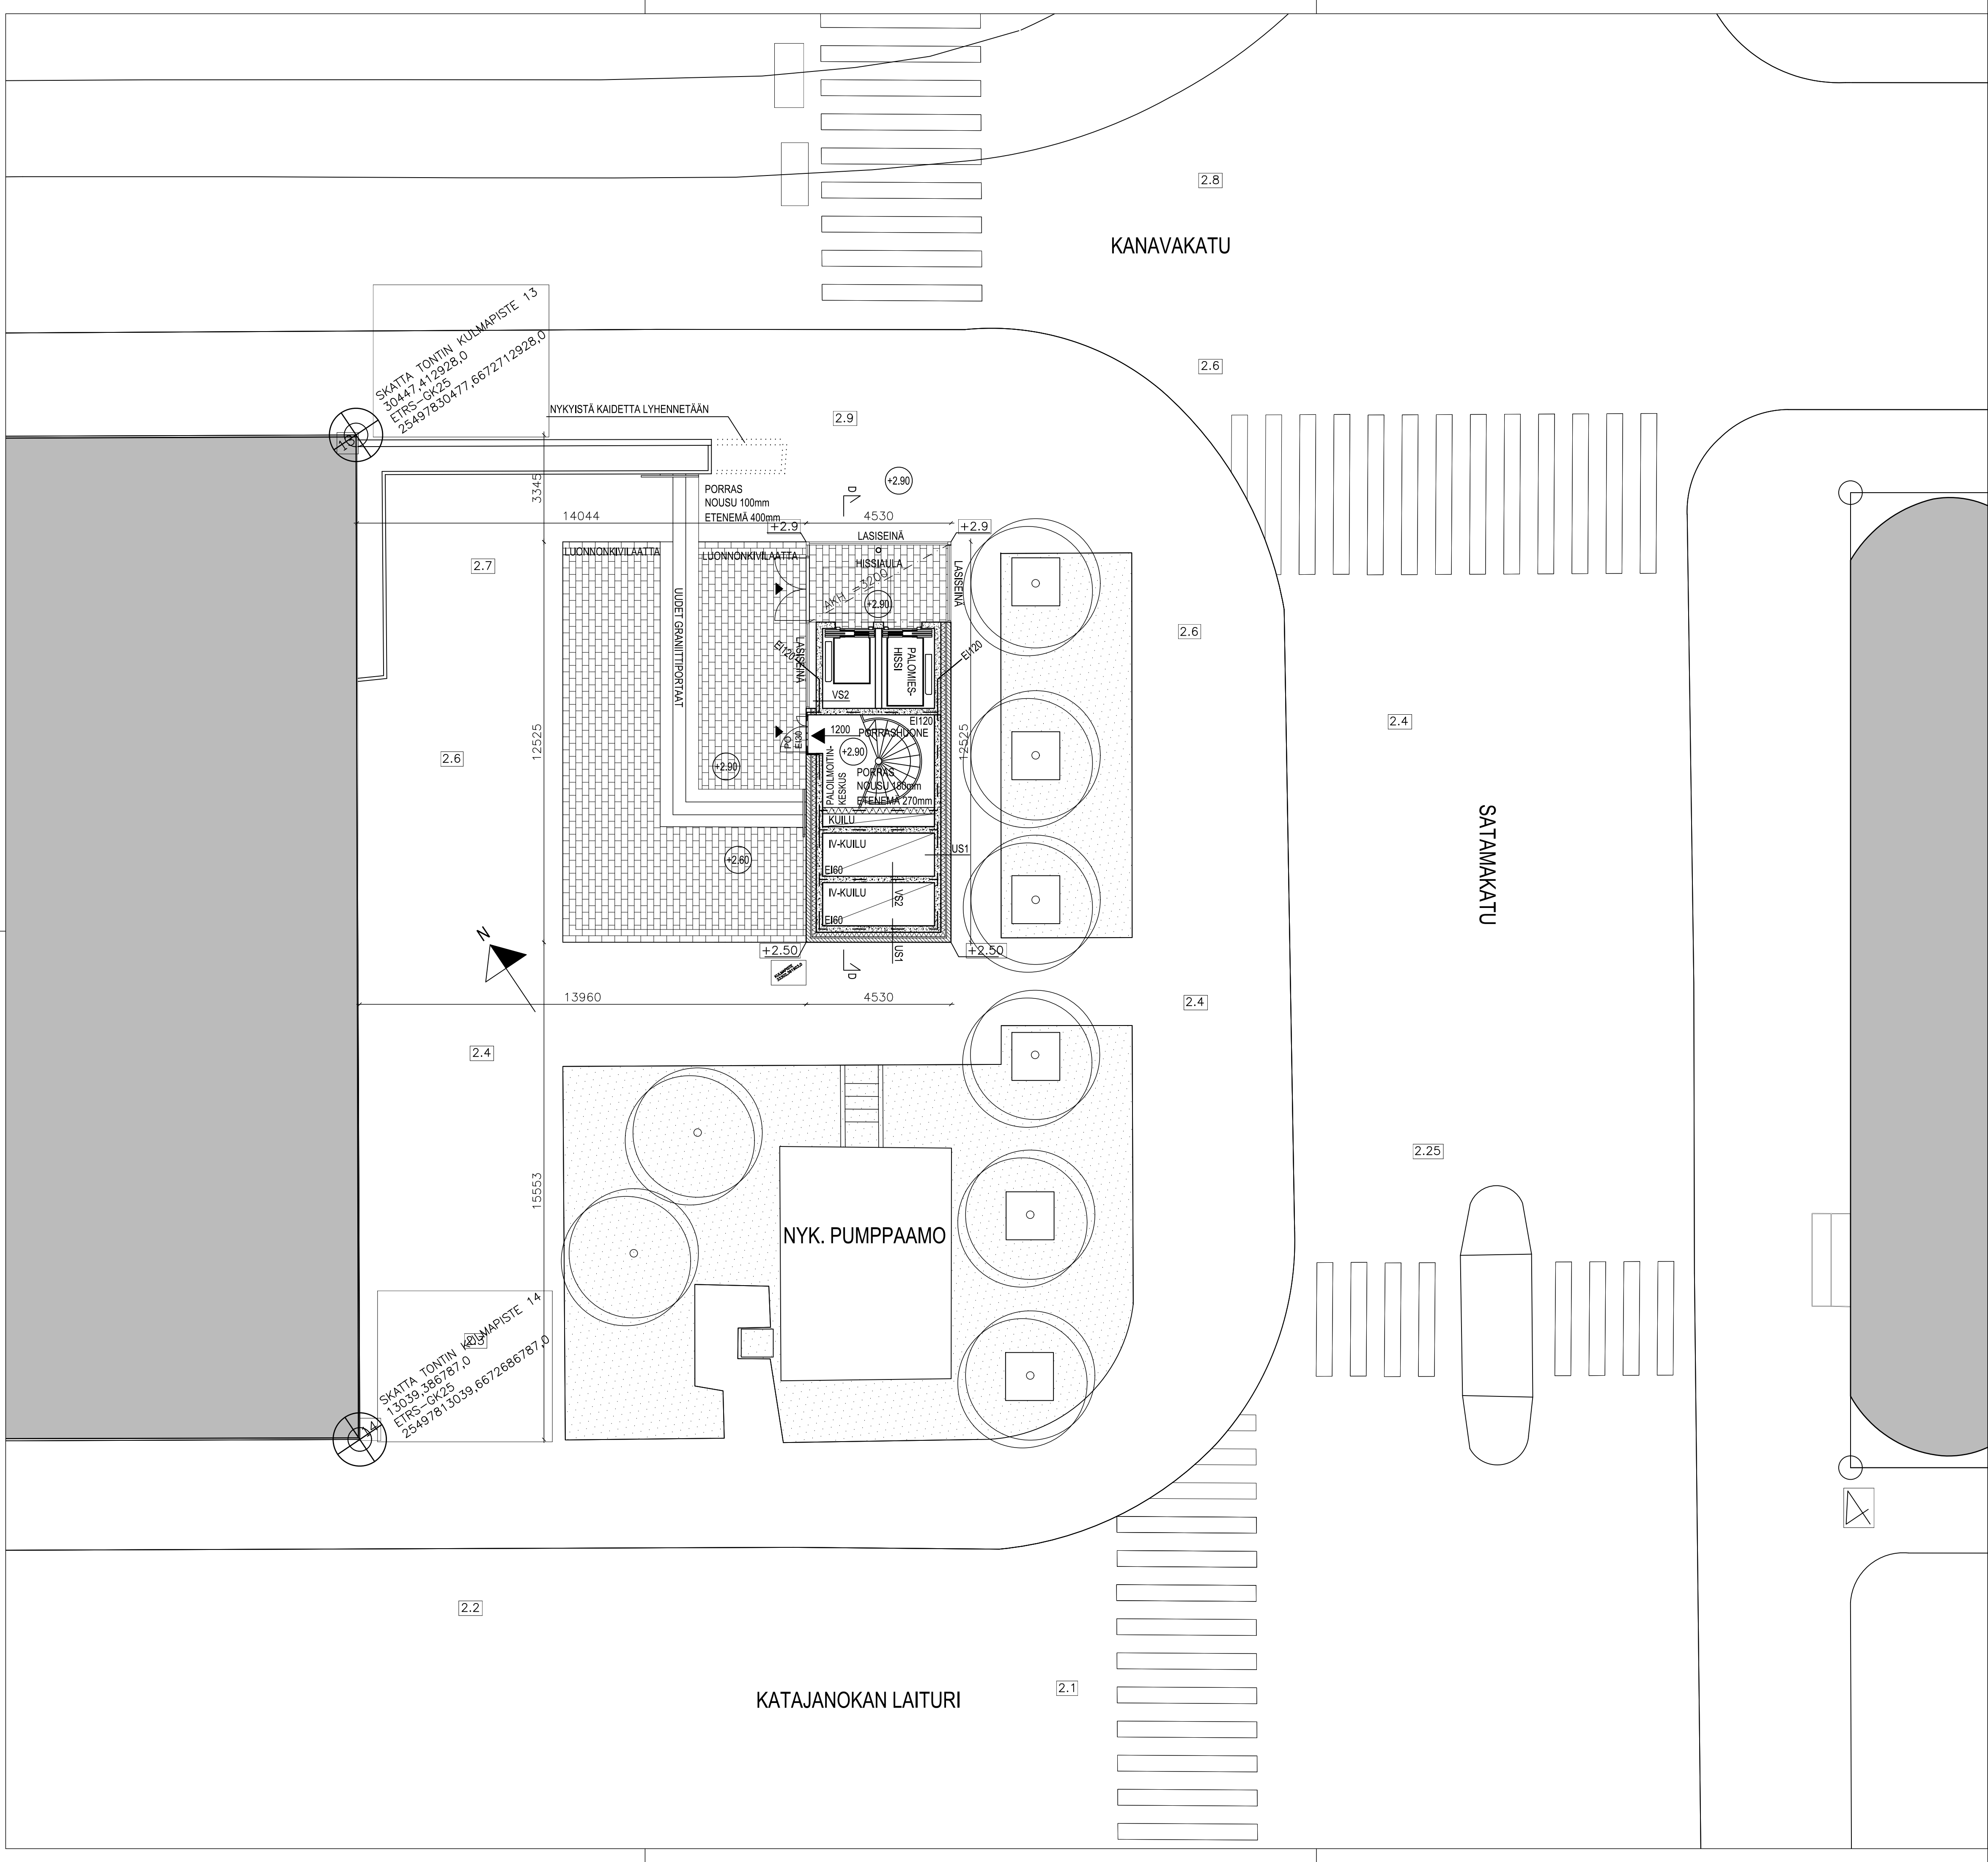 2.8
KANAVAKATU
SKATTA TONTIN KULMAPISTE 13
30447,412928,0
ETRS-GK25
25497830477,6672712928,0
13
2.6
NYKYISTÄ KAIDETTA LYHENNETÄÄN
2.9
+2.90
3345
PORRAS
NOUSU 100mm
ETENEMÄ 400mm
D
14044
4530
+2.9
+2.9
LASISEINÄ
LUONNONKIVILAATTA
LUONNONKIVILAATTA
HISSIAULA
AKH =3200
+2.90
LASISEINÄ
2.7
UUDET GRANIITTIPORTAAT
LASISEINÄ
EI120
EI120
PALOMIES-
HISSI
VS2
2.6
2.4
EI120
1200
PORRASHUONE
PO
EI30
+2.90
12525
12525
2.6
+2.90
PALOILMOITIN-
KESKUS
PORRAS
NOUSU 180mm
ETENEMÄ 270mm
KUILU
IV-KUILU
US1
+2.60
EI60
IV-KUILU
VS2
EI60
SATAMAKATU
N
+2.50
US1
+2.50
D
13960
4530
2.4
2.4
2.25
15553
NYK. PUMPPAAMO
SKATTA TONTIN KULMAPISTE 14
13039,386787,0
ETRS-GK25
25497813039,6672686787,0
14
2.2
2.1
KATAJANOKAN LAITURI